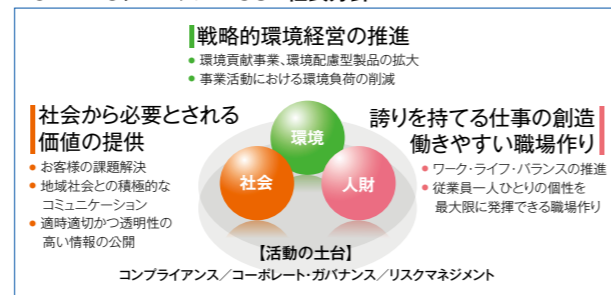 戦略的環境経営の推進
● 環境貢献事業、環境配慮型製品の拡大
● 事業活動における環境負荷の削減
社会から必要とされる
価値の提供
● お客様の課題解決
● 地域社会との積極的な
コミュニケーション
● 適時適切かつ透明性の
高い情報の公開
環境
社会
人財
誇りを持てる仕事の創造
働きやすい職場作り
● ワーク・ライフ・バランスの推進
● 従業員一人ひとりの個性を
最大限に発揮できる職場作り
【活動の土台】
コンプライアンス／コーポレート・ガバナンス／リスクマネジメント